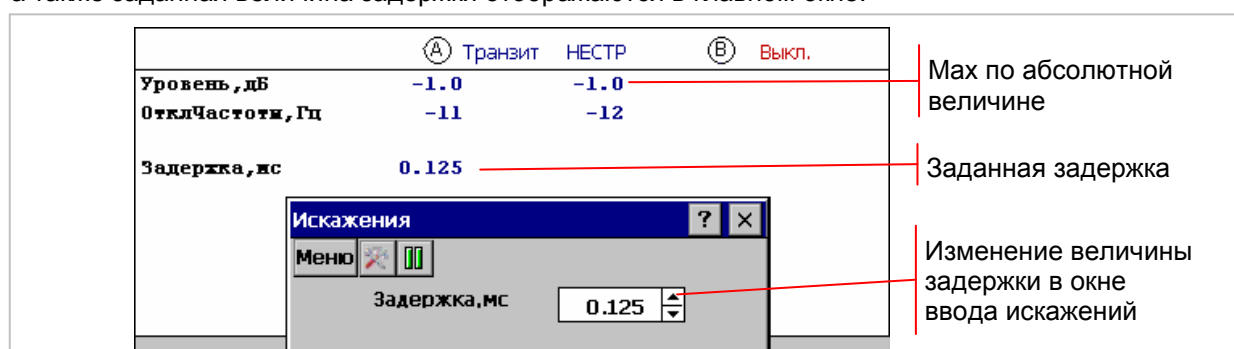 а также заданная величина задержки отображаются в главном окне.
А Транзит НЕСТР В Выкл.
Уровень,дБ -1.0 -1.0
ОтклЧастоты,Гц -11 -12
Задержка,мс 0.125
Max по абсолютной
величине
Заданная задержка
Искажения ? ×
Меню
Задержка,мс 0.125
Изменение величины
задержки в окне
ввода искажений